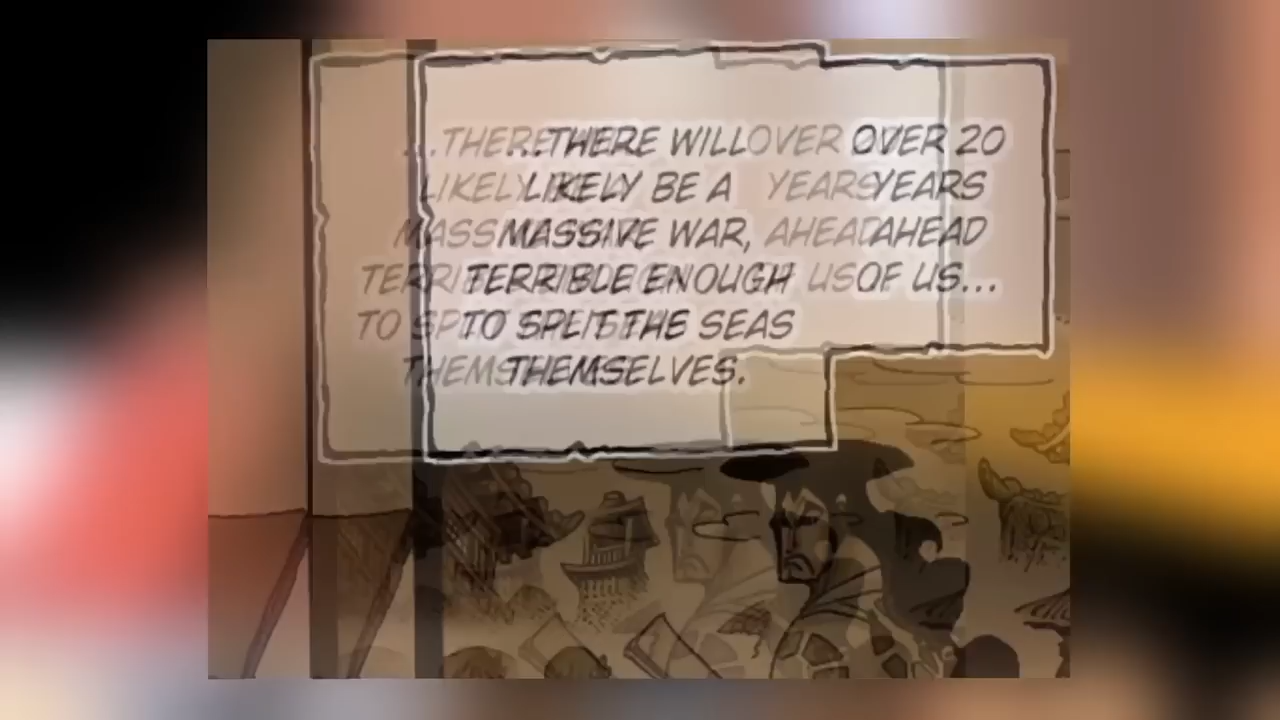 ...THERE WILL
LIKELY BE A
MASSIVE WAR,
TERRIBLE ENOUGH
TO SPLIT THE SEAS
THEMSELVES.
OVER 20
YEARS
AHEAD
OF US...